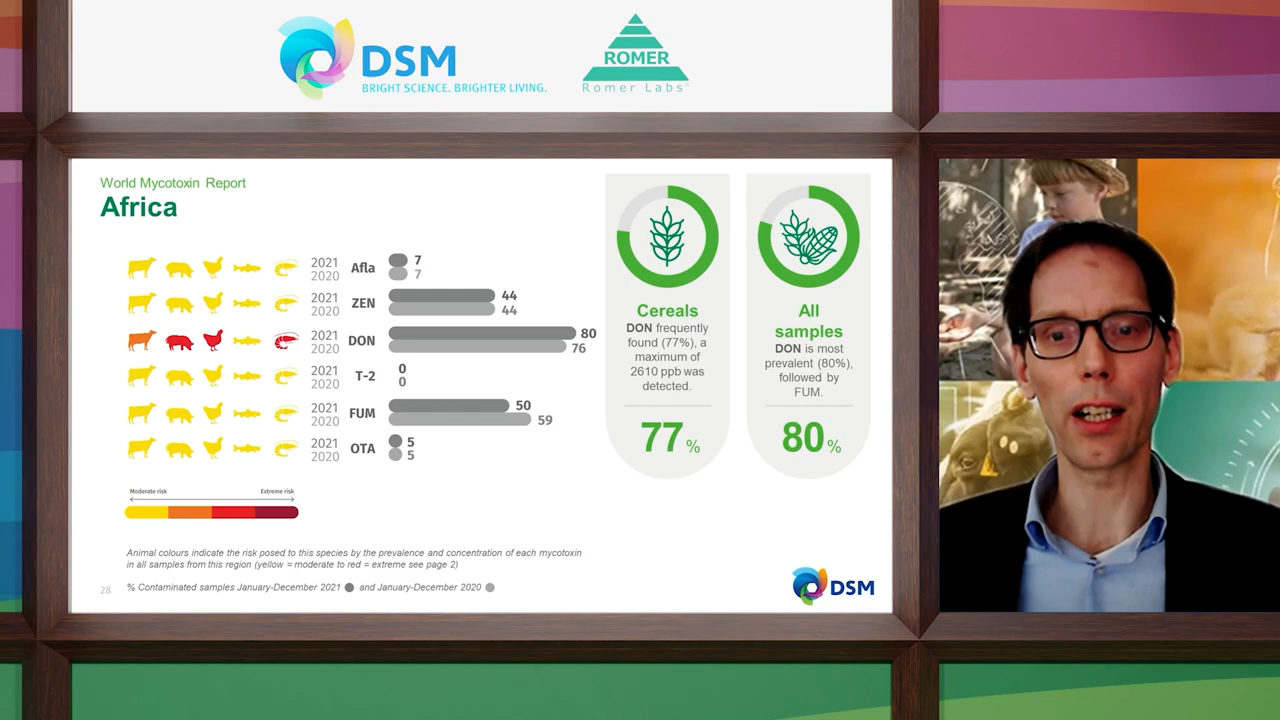 DSM
BRIGHT SCIENCE. BRIGHTER LIVING.
ROMER
Romer Labs®
World Mycotoxin Report
Africa
2021
2020
Afla
7
7
2021
2020
ZEN
44
44
2021
2020
DON
80
76
2021
2020
T-2
0
0
2021
2020
FUM
50
59
2021
2020
OTA
5
5
Moderate risk
Extreme risk
Animal colours indicate the risk posed to this species by the prevalence and concentration of each mycotoxin
in all samples from this region (yellow = moderate to red = extreme see page 2)
28
% Contaminated samples January-December 2021 and January-December 2020
Cereals
DON frequently
found (77%), a
maximum of
2610 ppb was
detected.
77 %
All
samples
DON is most
prevalent (80%),
followed by
FUM.
80 %
DSM